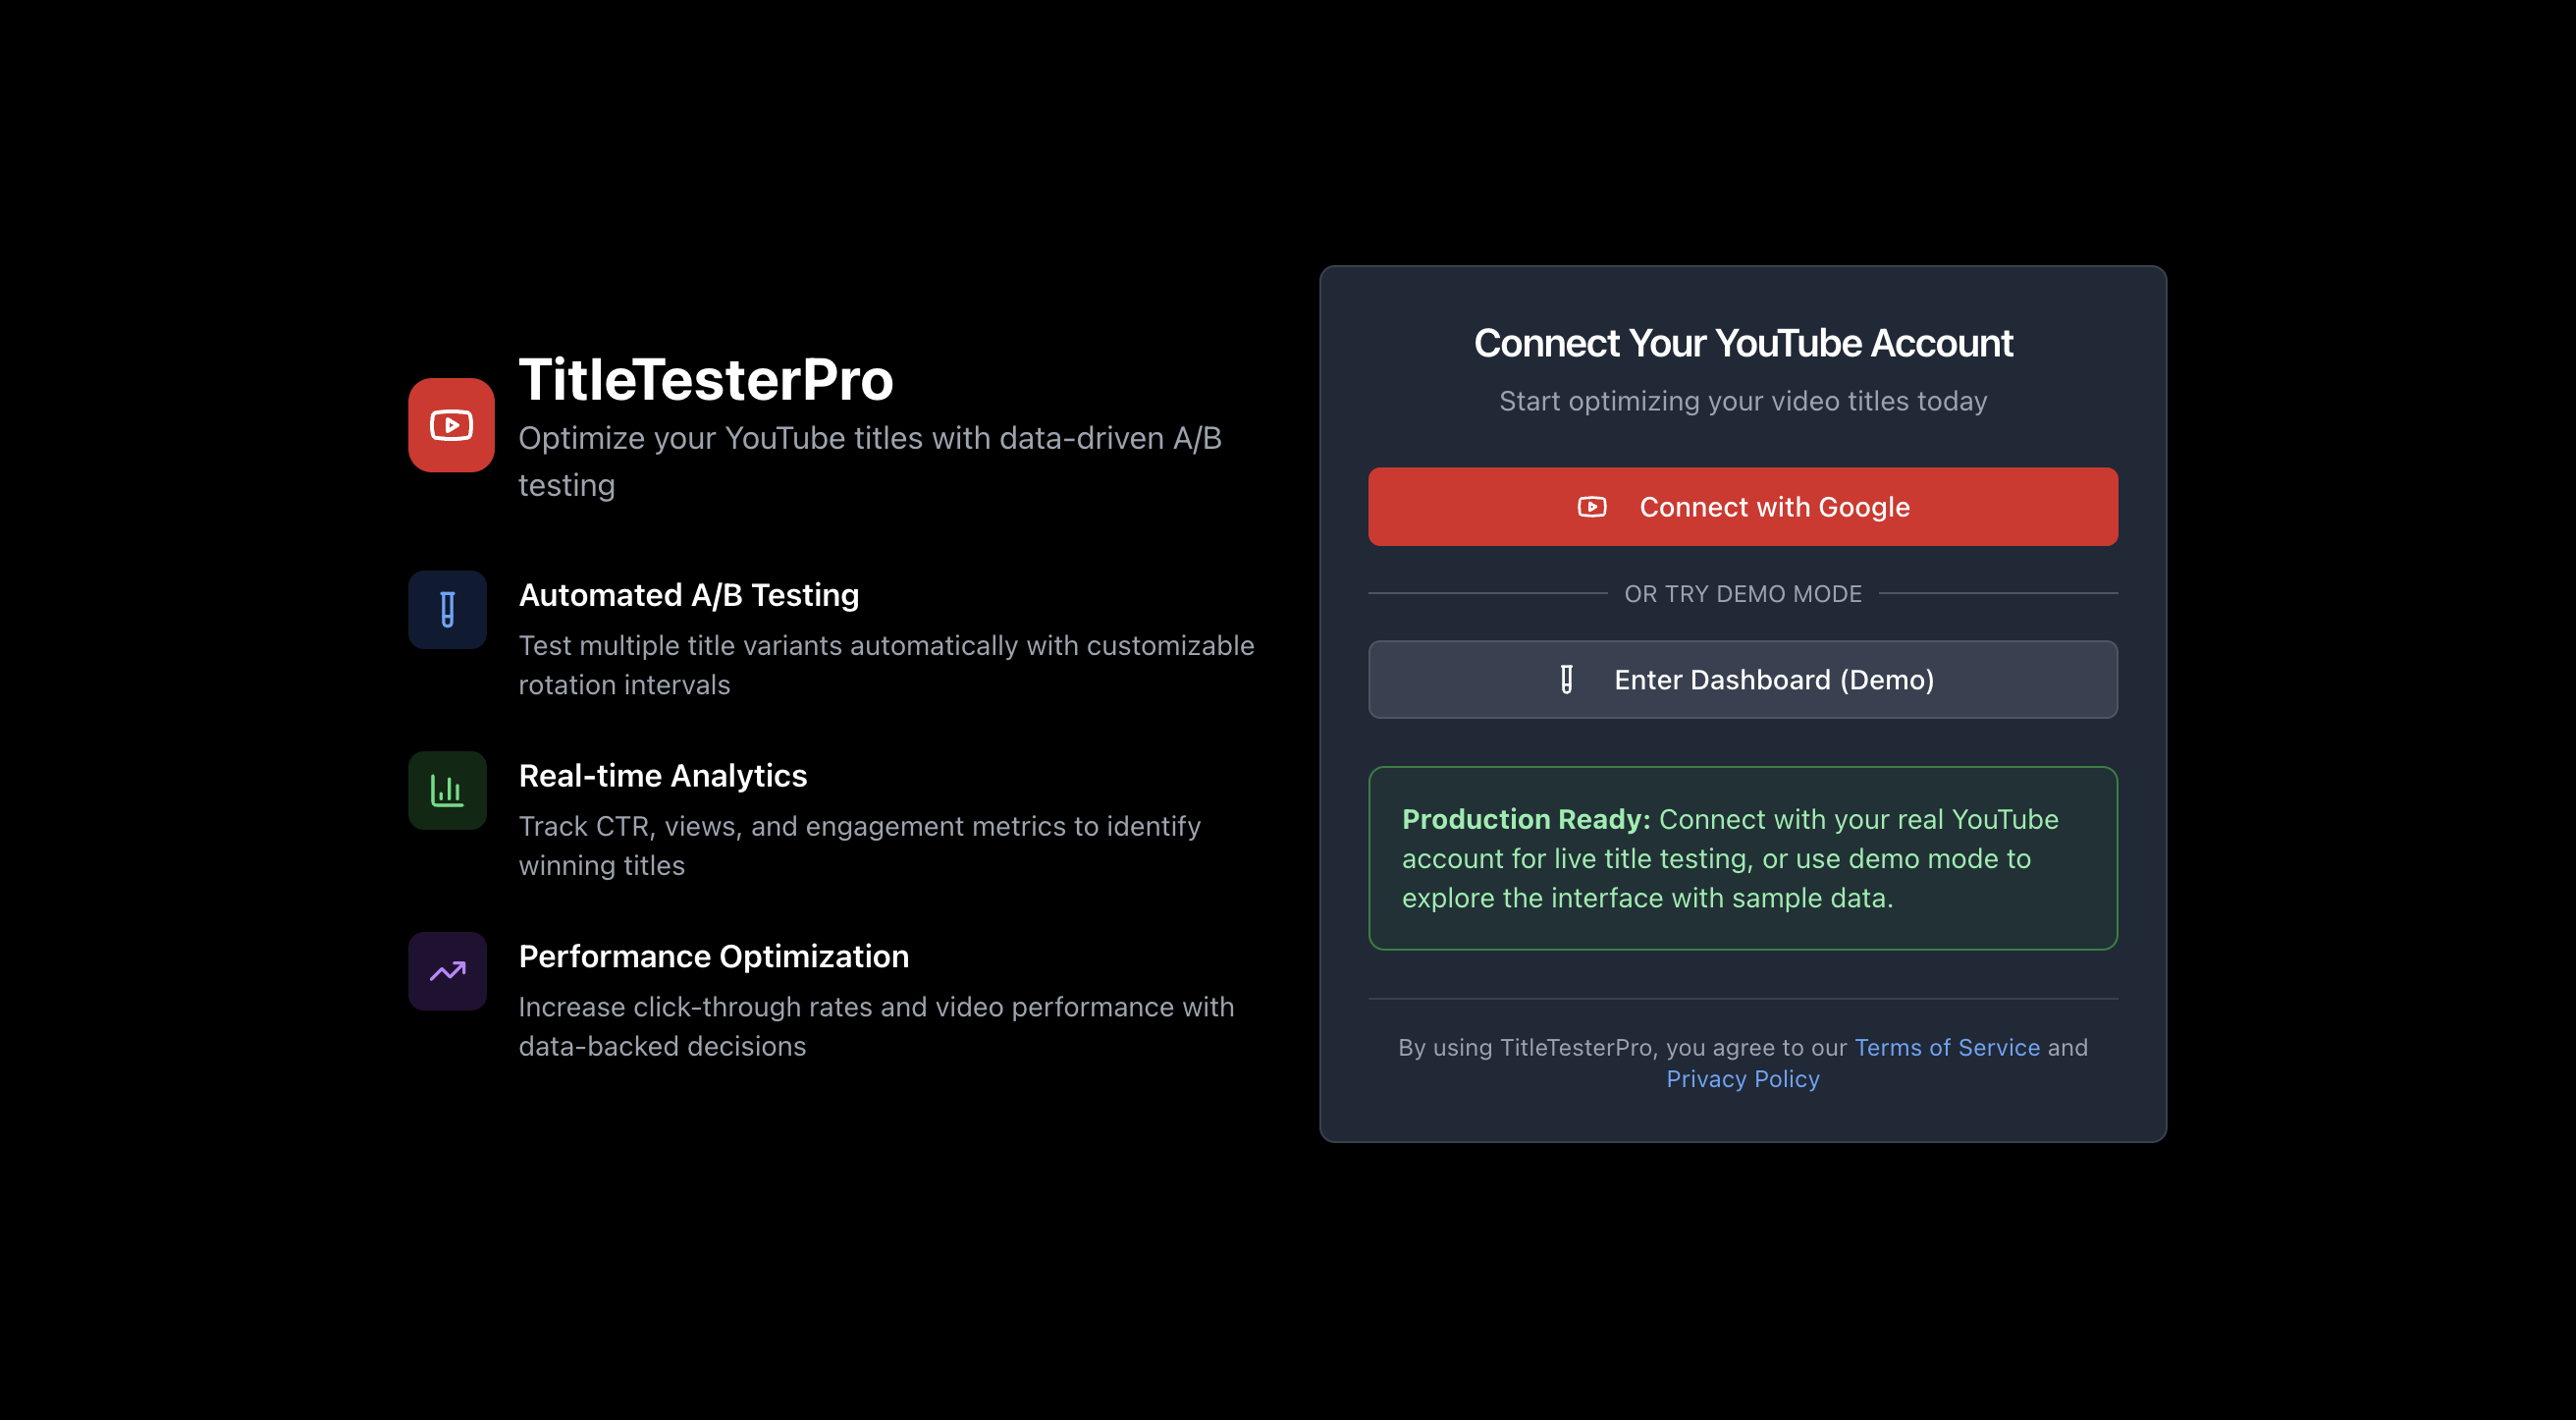 TitleTesterPro
Optimize your YouTube titles with data-driven A/B
testing
Automated A/B Testing
Test multiple title variants automatically with customizable
rotation intervals
Real-time Analytics
Track CTR, views, and engagement metrics to identify
winning titles
Performance Optimization
Increase click-through rates and video performance with
data-backed decisions
Connect Your YouTube Account
Start optimizing your video titles today
Connect with Google
OR TRY DEMO MODE
Enter Dashboard (Demo)
Production Ready: Connect with your real YouTube
account for live title testing, or use demo mode to
explore the interface with sample data.
By using TitleTesterPro, you agree to our Terms of Service and
Privacy Policy